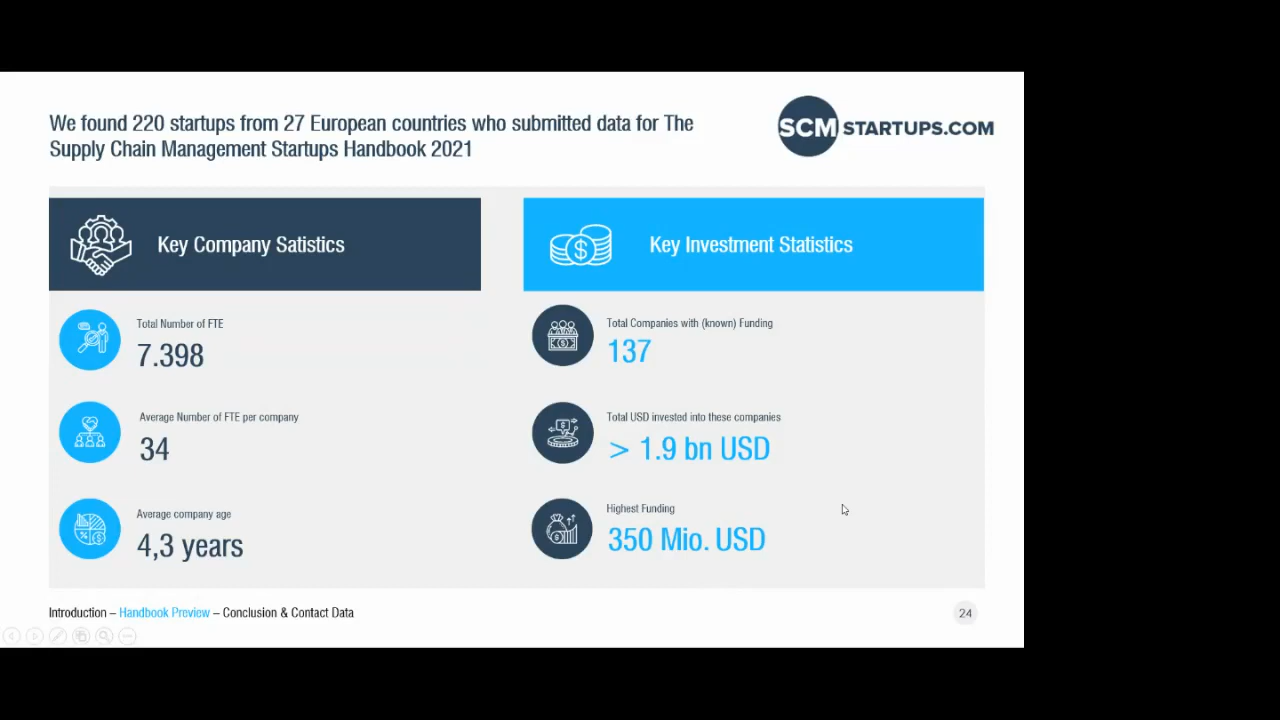 We found 220 startups from 27 European countries who submitted data for The
Supply Chain Management Startups Handbook 2021
SCM STARTUPS.COM
Key Company Satistics
Total Number of FTE
7.398
Average Number of FTE per company
34
Average company age
4,3 years
Key Investment Statistics
Total Companies with (known) Funding
137
Total USD invested into these companies
> 1.9 bn USD
Highest Funding
350 Mio. USD
Introduction – Handbook Preview – Conclusion & Contact Data
24